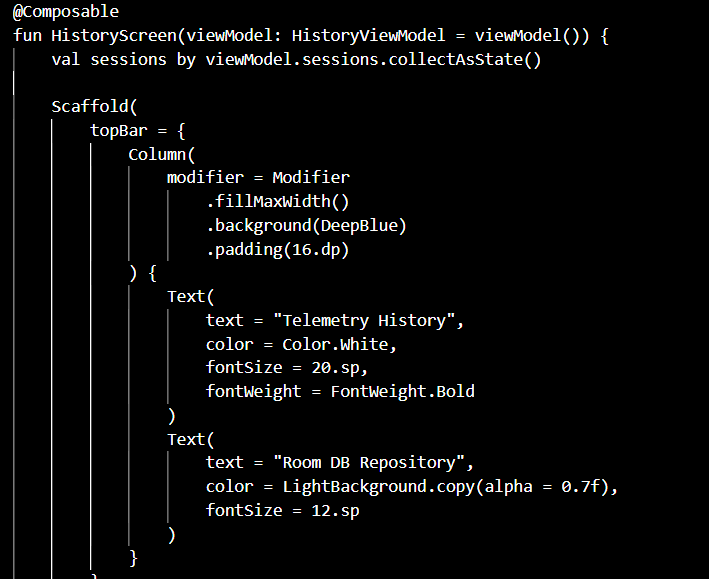 @Composable
fun HistoryScreen(viewModel: HistoryViewModel = viewModel()) {
    val sessions by viewModel.sessions.collectAsState()

    Scaffold(
        topBar = {
            Column(
                modifier = Modifier
                    .fillMaxWidth()
                    .background(DeepBlue)
                    .padding(16.dp)
            ) {
                Text(
                    text = "Telemetry History",
                    color = Color.White,
                    fontSize = 20.sp,
                    fontWeight = FontWeight.Bold
                )
                Text(
                    text = "Room DB Repository",
                    color = LightBackground.copy(alpha = 0.7f),
                    fontSize = 12.sp
                )
            }
        }